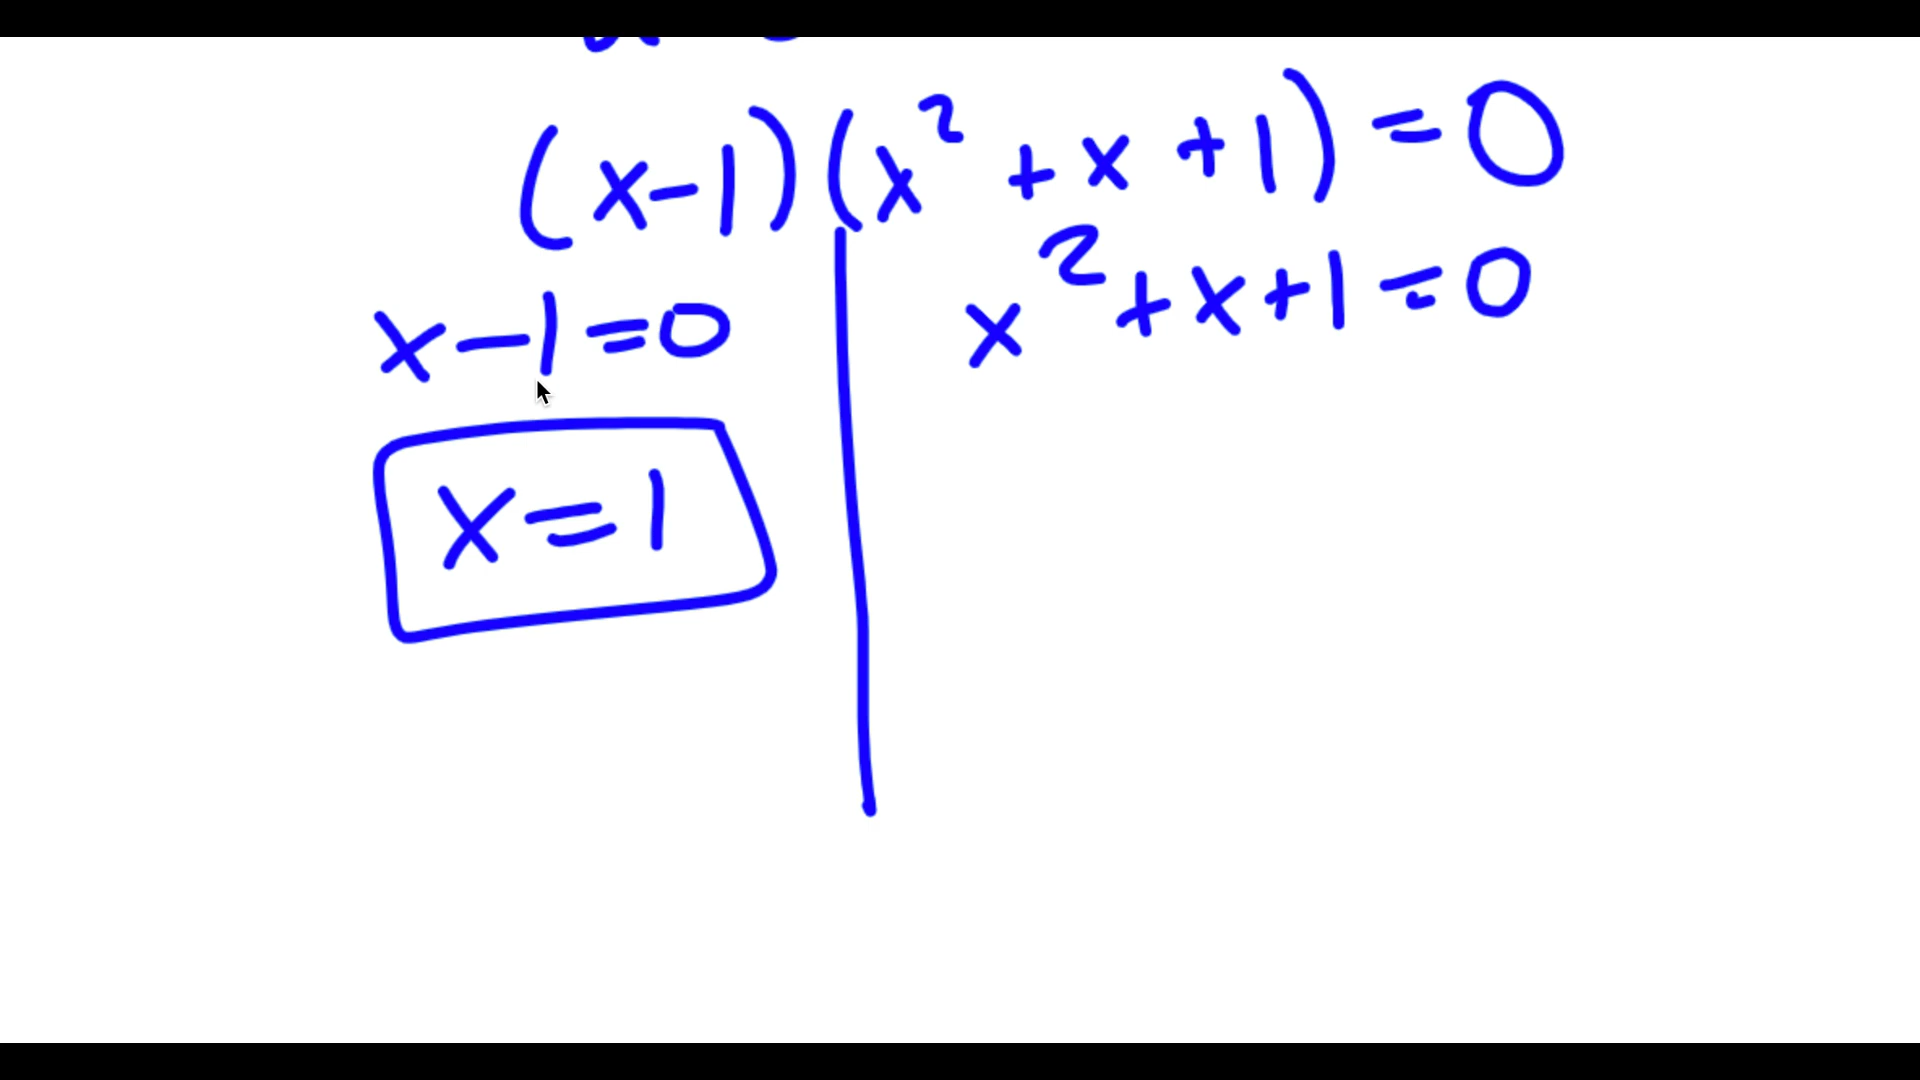 (x-1)(x² + x + 1) = 0
x-1=0
x=1
x²+x+1=0